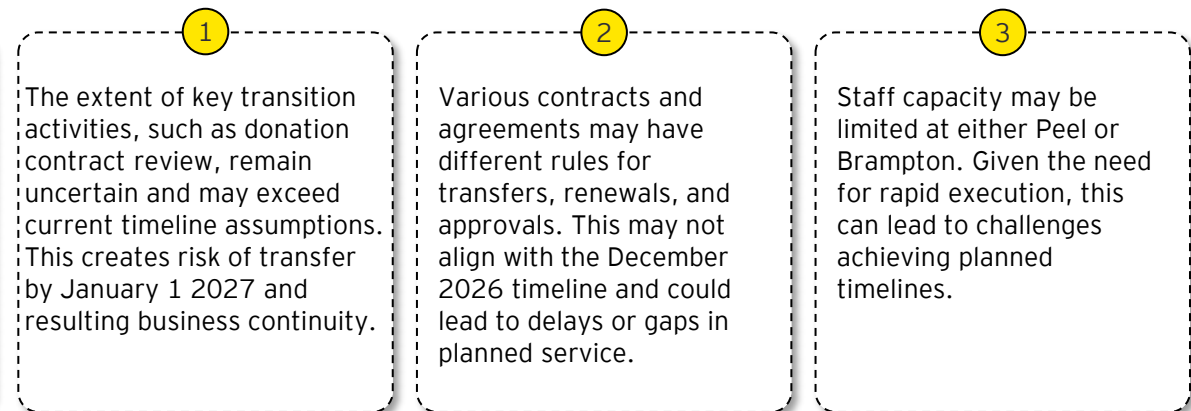 1
The extent of key transition
activities, such as donation
contract review, remain
uncertain and may exceed
current timeline assumptions.
This creates risk of transfer
by January 1 2027 and
resulting business continuity.
2
Various contracts and
agreements may have
different rules for
transfers, renewals, and
approvals. This may not
align with the December
2026 timeline and could
lead to delays or gaps in
planned service.
3
Staff capacity may be
limited at either Peel or
Brampton. Given the need
for rapid execution, this
can lead to challenges
achieving planned
timelines.